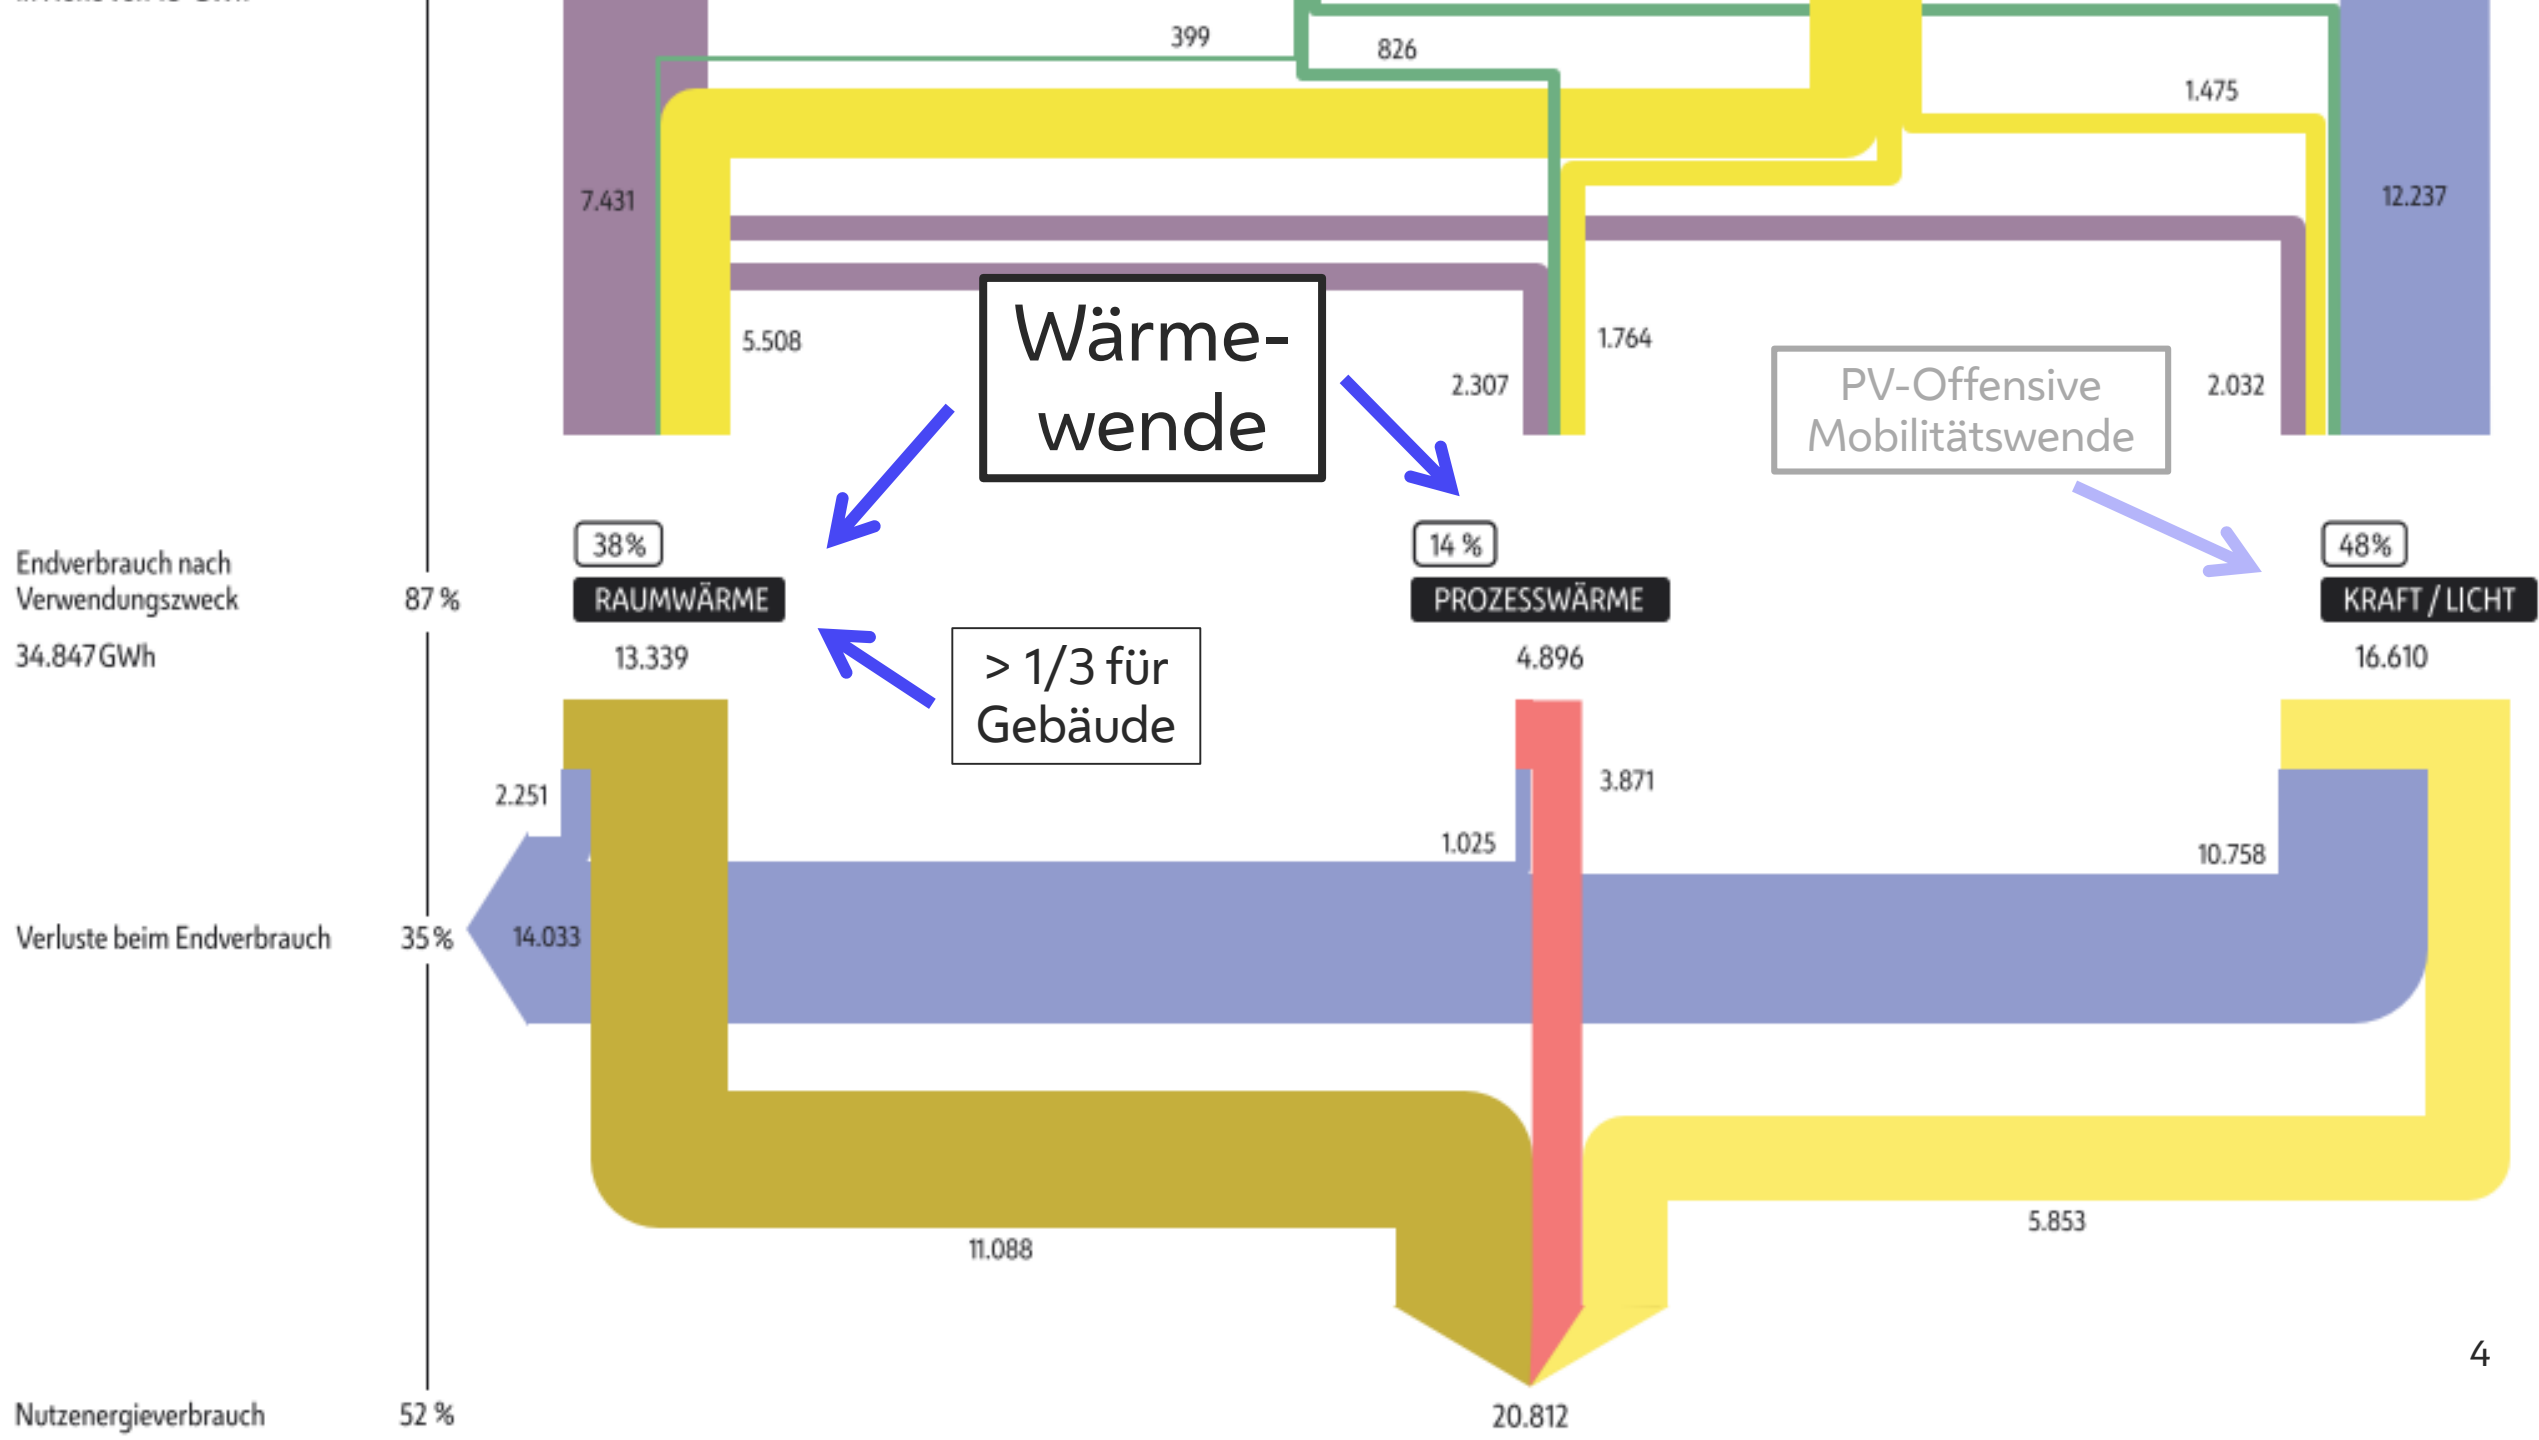 399
826
1.475
7.431
12.237
Wärme-
wende
5.508
1.764
2.307
PV-Offensive
Mobilitätswende
2.032
38%
14 %
48%
Endverbrauch nach
Verwendungszweck
87 %
RAUMWÄRME
PROZESSWÄRME
KRAFT / LICHT
34.847 GWh
13.339
4.896
16.610
> 1/3 für
Gebäude
2.251
3.871
1.025
10.758
Verluste beim Endverbrauch
35 %
14.033
5.853
11.088
4
Nutzenergieverbrauch
52 %
20.812